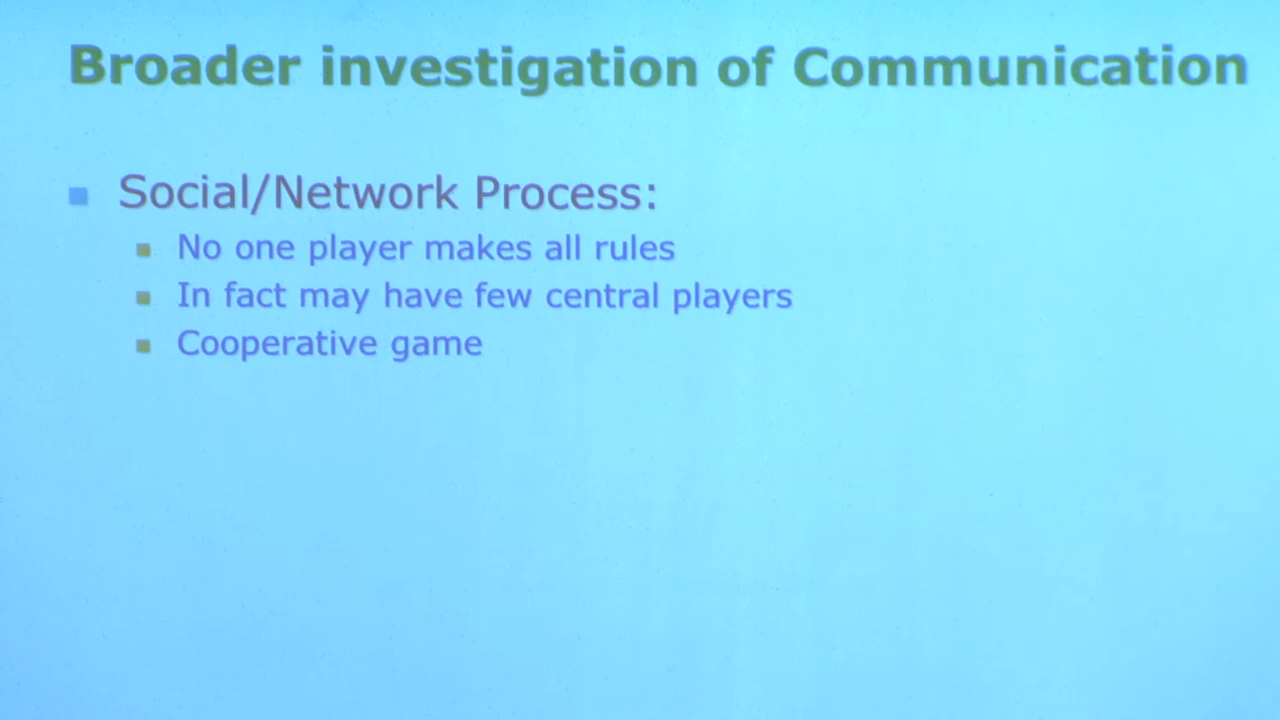 Broader investigation of Communication
Social/Network Process:
No one player makes all rules
In fact may have few central players
Cooperative game